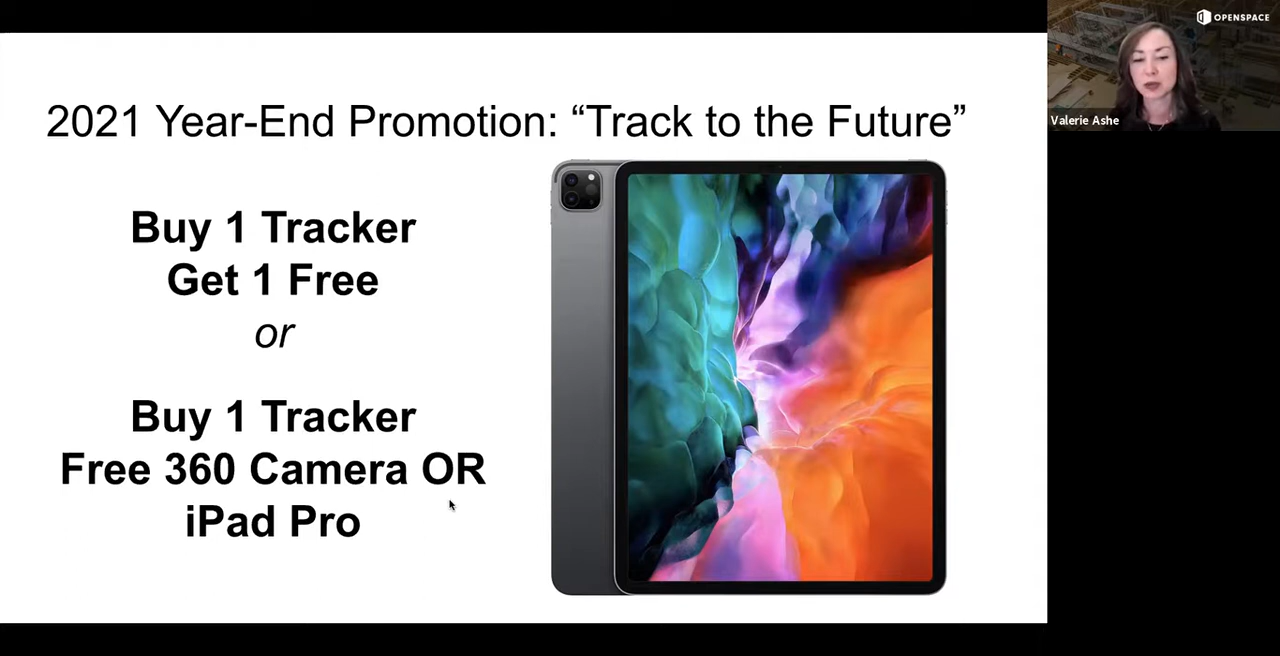 2021 Year-End Promotion: “Track to the Future”
Buy 1 Tracker
Get 1 Free
or
Buy 1 Tracker
Free 360 Camera OR
iPad Pro
OPENSPACE
Valerie Ashe